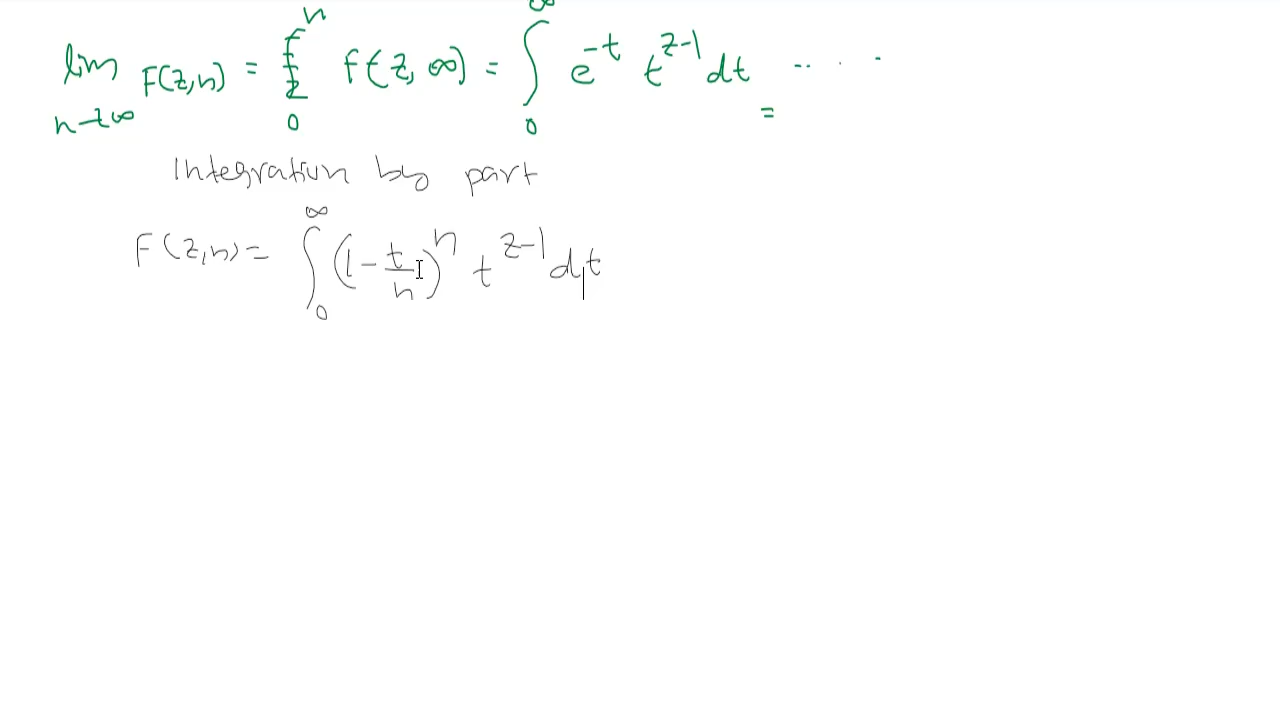 lim n→∞ F(z,n) = ∫₀ⁿ F(z,∞) = ∫₀^∞ e^{-t} t^{z-1} dt .. . . =
Integration by part
F(z,n) = ∫₀^∞ (1 - t/n)^n t^{z-1} dt